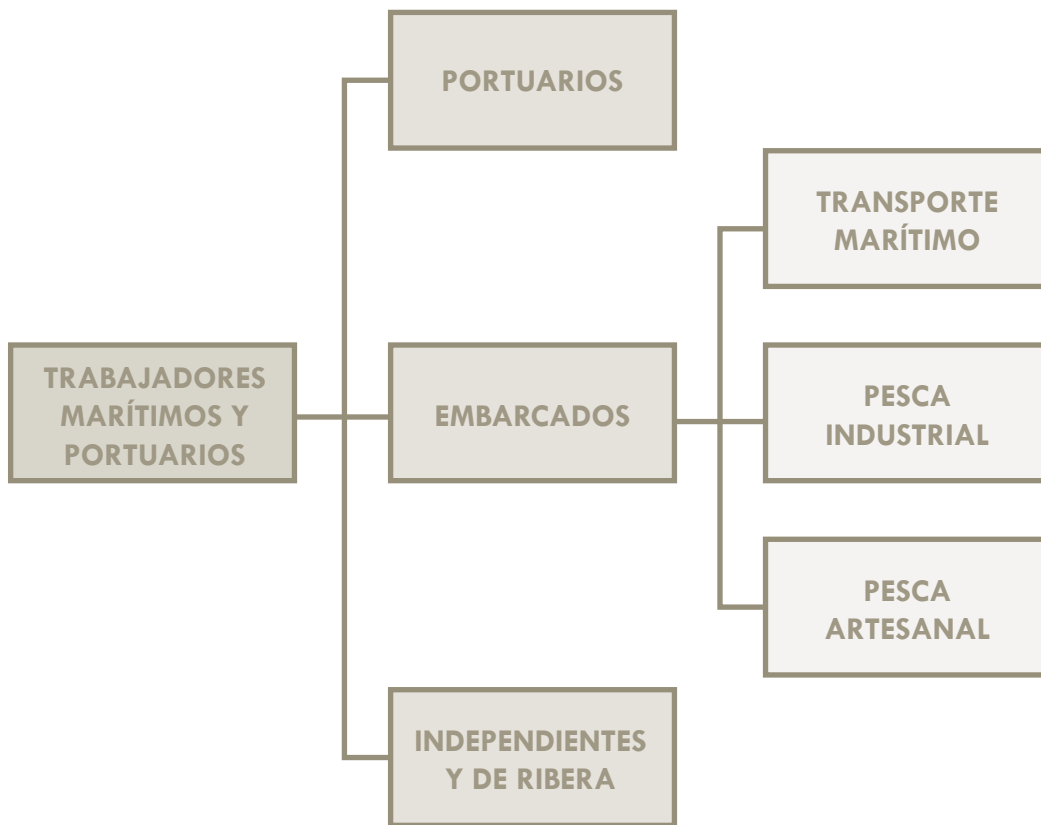 PORTUARIOS
TRANSPORTE
MARÍTIMO
TRABAJADORES
MARÍTIMOS Y
PORTUARIOS
EMBARCADOS
PESCA
INDUSTRIAL
PESCA
ARTESANAL
INDEPENDIENTES
Y DE RIBERA